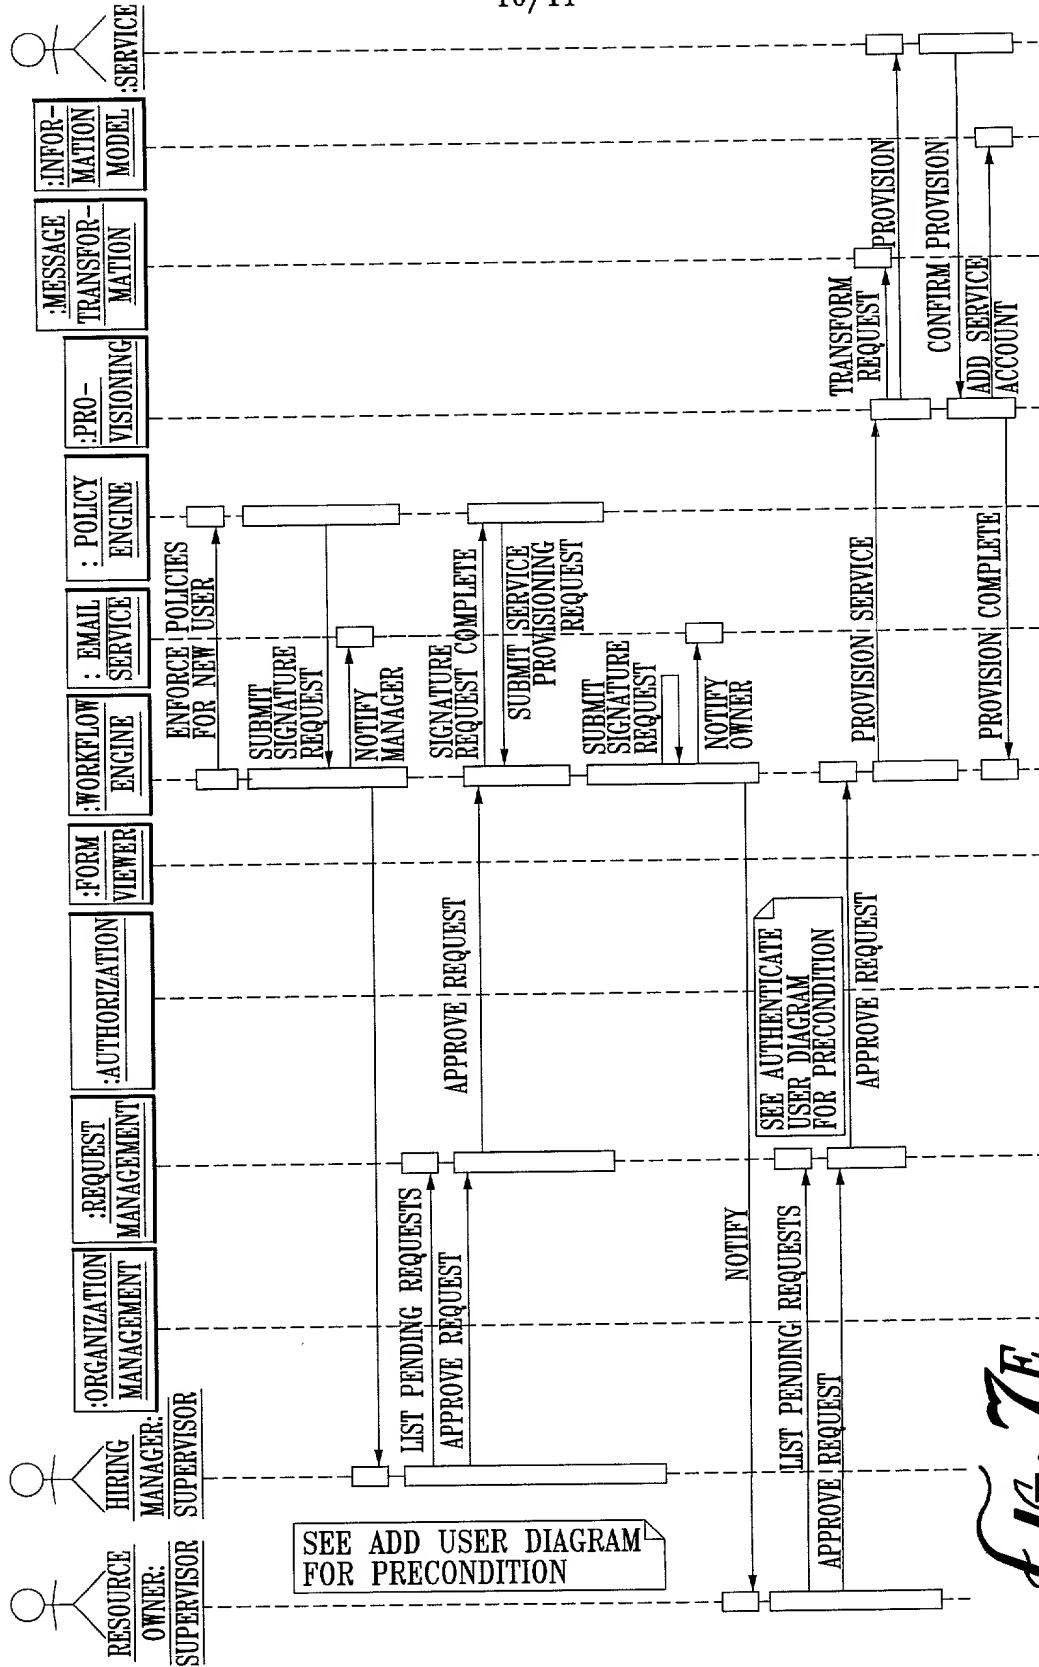 10/11
RESOURCE
OWNER:
SUPERVISOR
HIRING
MANAGER:
SUPERVISOR
:ORGANIZATION
MANAGEMENT
:REQUEST
MANAGEMENT
:AUTHORIZATION
:FORM
VIEWER
:WORKFLOW
ENGINE
: EMAIL
SERVICE
: POLICY
ENGINE
:PRO-
VISIONING
:MESSAGE
TRANSFOR-
MATION
:INFOR-
MATION
MODEL
:SERVICE
ENFORCE POLICIES
FOR NEW USER
SUBMIT
SIGNATURE
REQUEST
NOTIFY
MANAGER
SEE ADD USER DIAGRAM
FOR PRECONDITION
LIST PENDING REQUESTS
APPROVE REQUEST
APPROVE REQUEST
SIGNATURE
REQUEST COMPLETE
SUBMIT SERVICE
PROVISIONING
REQUEST
SUBMIT
SIGNATURE
REQUEST
NOTIFY
OWNER
NOTIFY
SEE AUTHENTICATE
USER DIAGRAM
FOR PRECONDITION
LIST PENDING REQUESTS
APPROVE REQUEST
APPROVE REQUEST
PROVISION SERVICE
TRANSFORM
REQUEST
PROVISION
CONFIRM PROVISION
ADD SERVICE
ACCOUNT
PROVISION COMPLETE
FIG. 7E